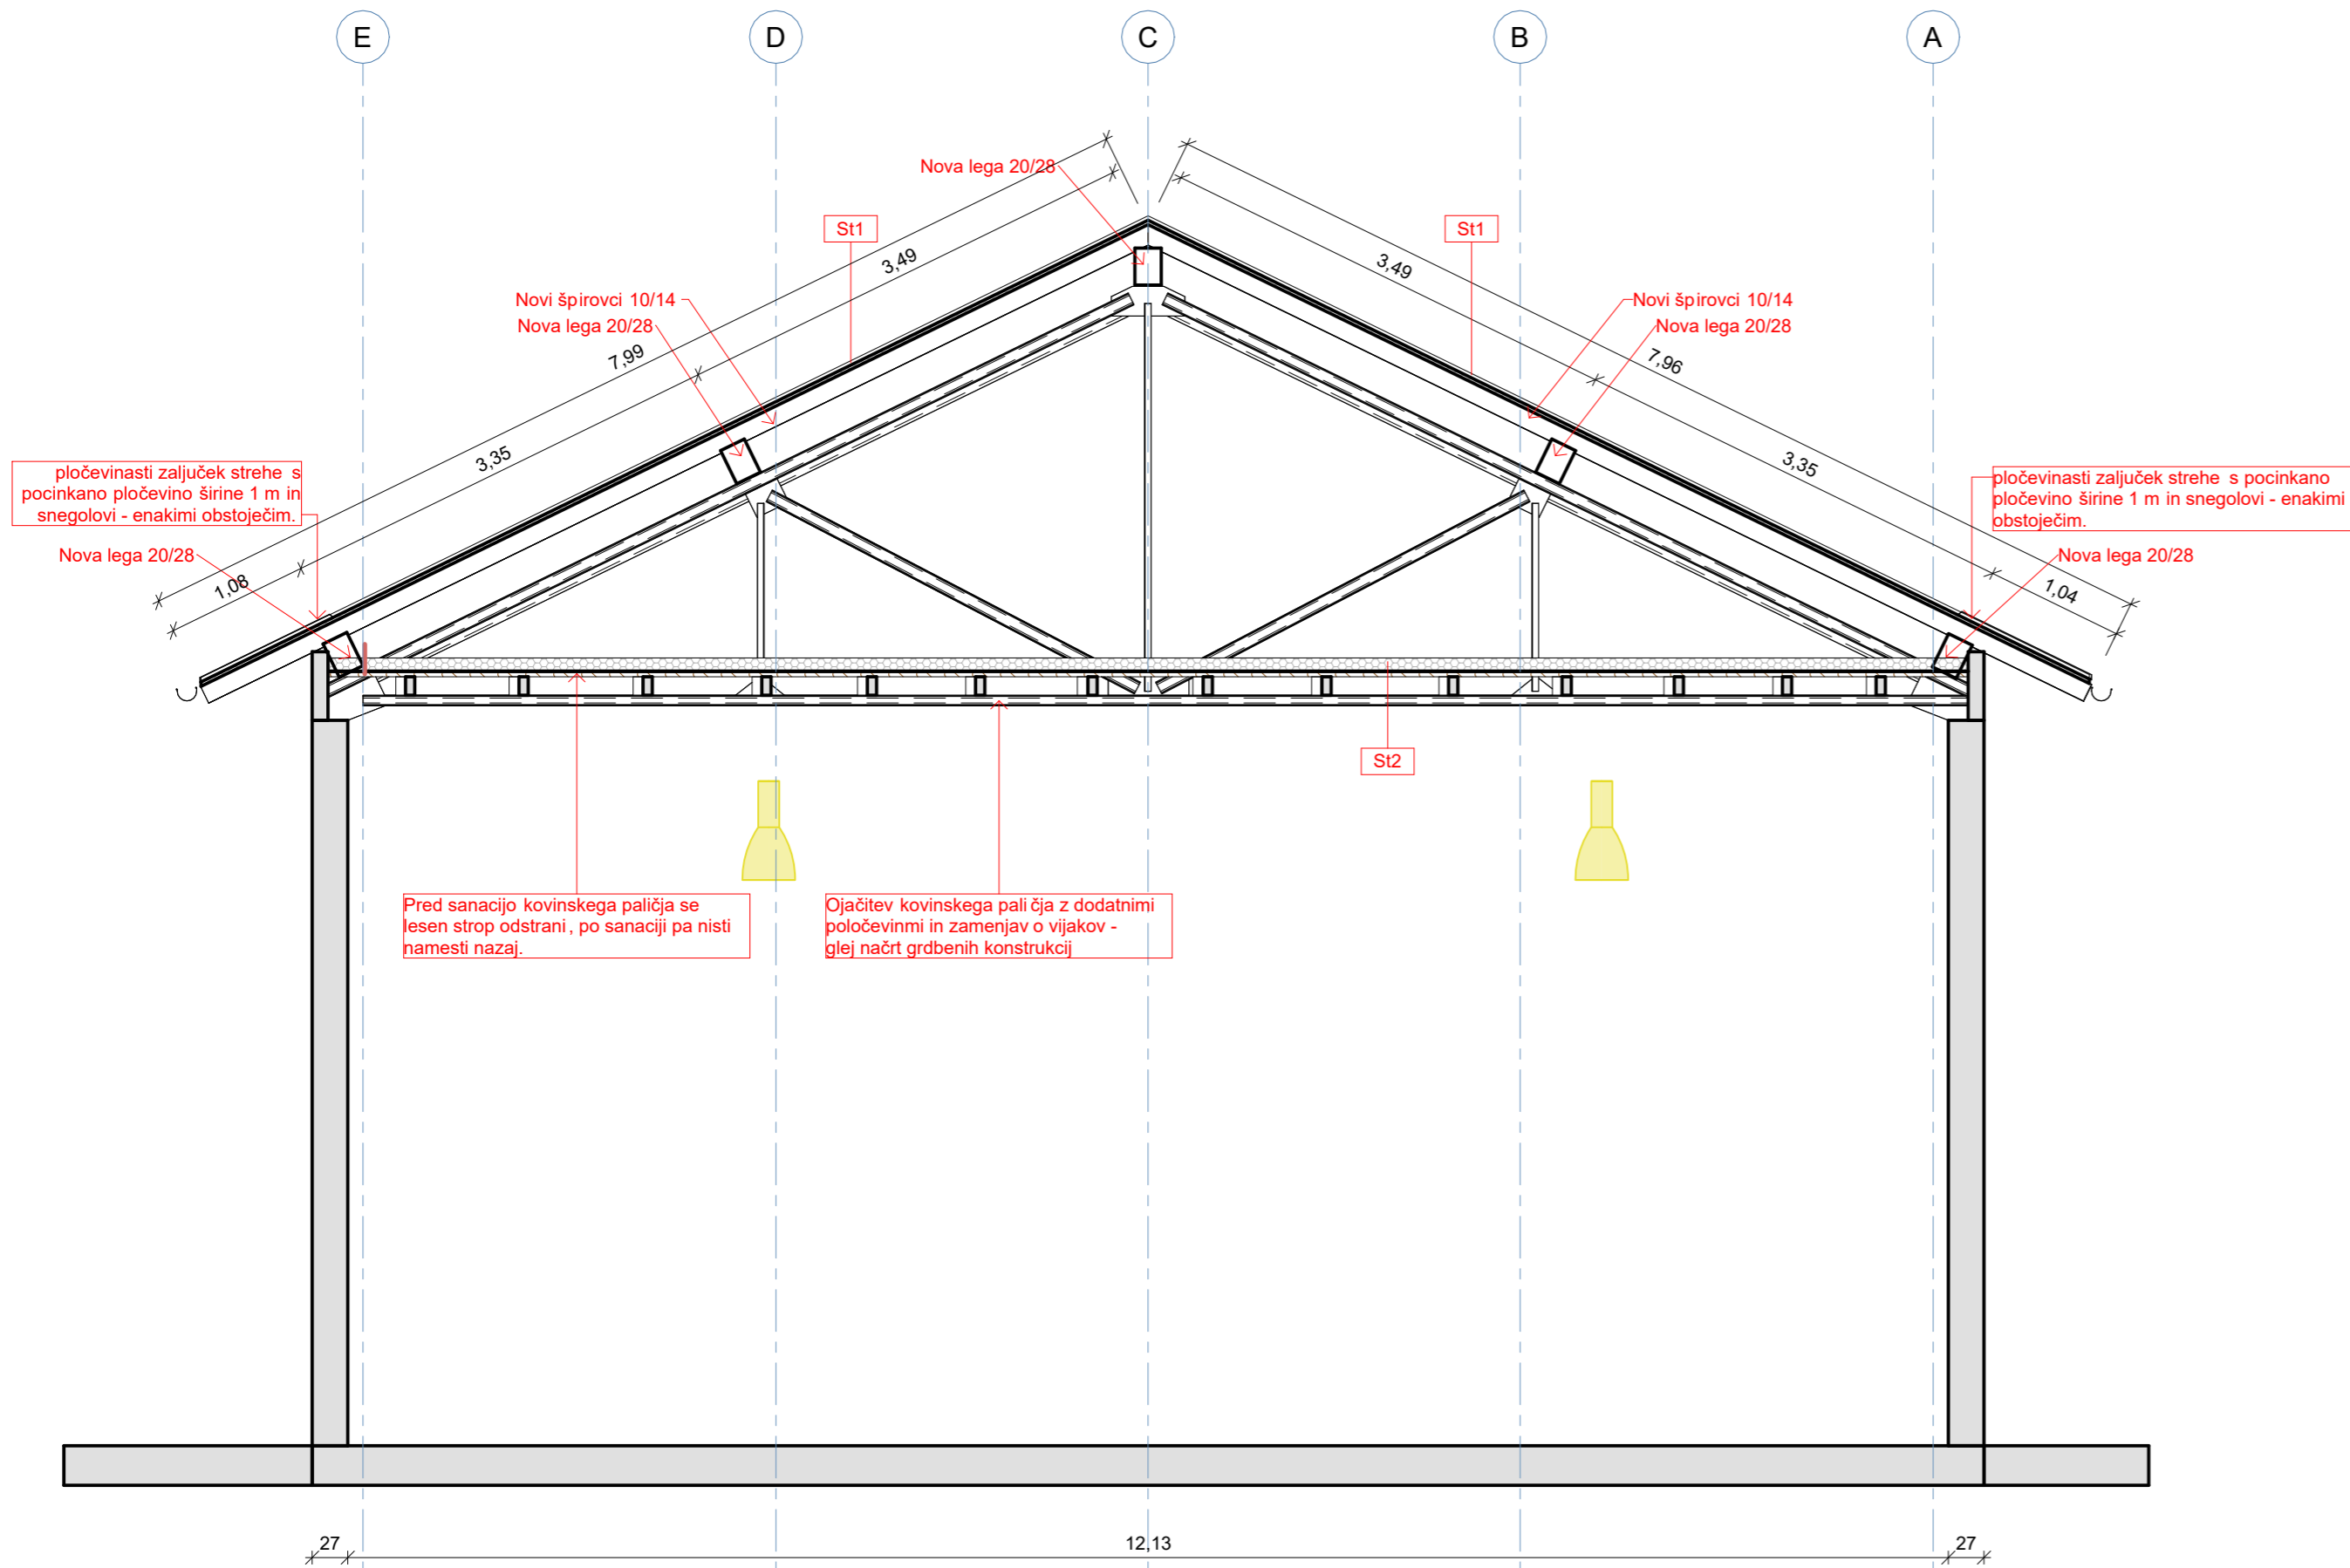 E
D
C
B
A
Nova lega 20/28
St1
St1
3,49
3,49
Novi špirovci 10/14
Nova lega 20/28
Novi špirovci 10/14
Nova lega 20/28
7,99
7,96
3,35
3,35
pločevinasti zaljuček strehe s
pocinkano pločevino širine 1 m in
snegolovi - enakimi obstoječim.
pločevinasti zaljuček strehe s pocinkano
pločevino širine 1 m in snegolovi - enakimi
obstoječim.
Nova lega 20/28
Nova lega 20/28
1,08
1,04
St2
Pred sanacijo kovinskega paličja se
lesen strop odstrani, po sanaciji pa nisti
namesti nazaj.
Ojačitev kovinskega paličja z dodatnimi
poločevinmi in zamenjav o vijakov -
glej načrt grdbenih konstrukcij
27
12,13
27